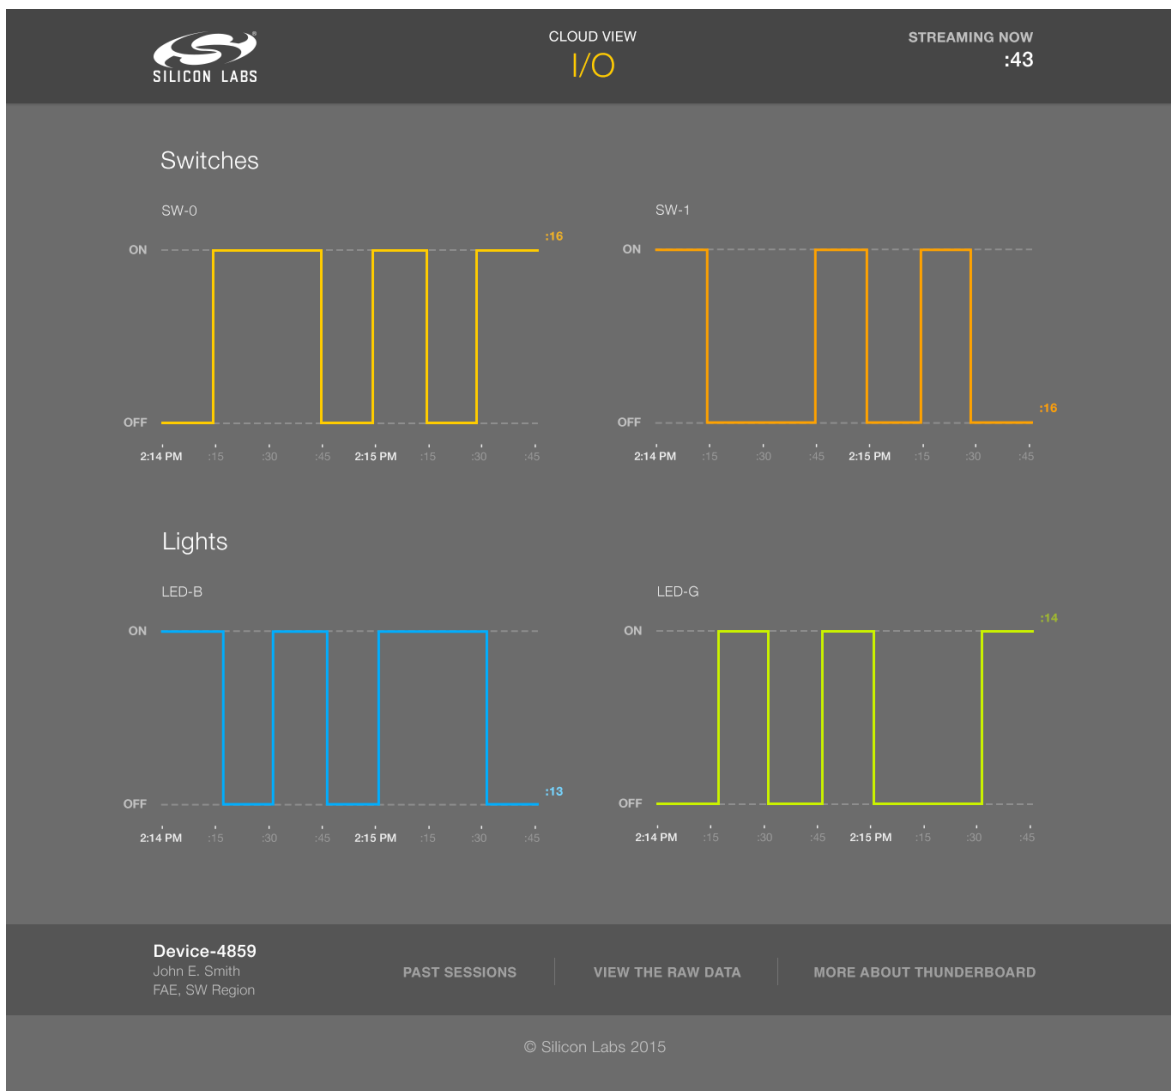 SILICON LABS
CLOUD VIEW
I/O
STREAMING NOW
:43
Switches
SW-0
ON
OFF
:16
2:14 PM :15 :30 :45 2:15 PM :15 :30 :45
SW-1
ON
OFF
:16
2:14 PM :15 :30 :45 2:15 PM :15 :30 :45
Lights
LED-B
ON
OFF
:13
2:14 PM :15 :30 :45 2:15 PM :15 :30 :45
LED-G
ON
:14
OFF
2:14 PM :15 :30 :45 2:15 PM :15 :30 :45
Device-4859
John E. Smith
FAE, SW Region
PAST SESSIONS
VIEW THE RAW DATA
MORE ABOUT THUNDERBOARD
© Silicon Labs 2015